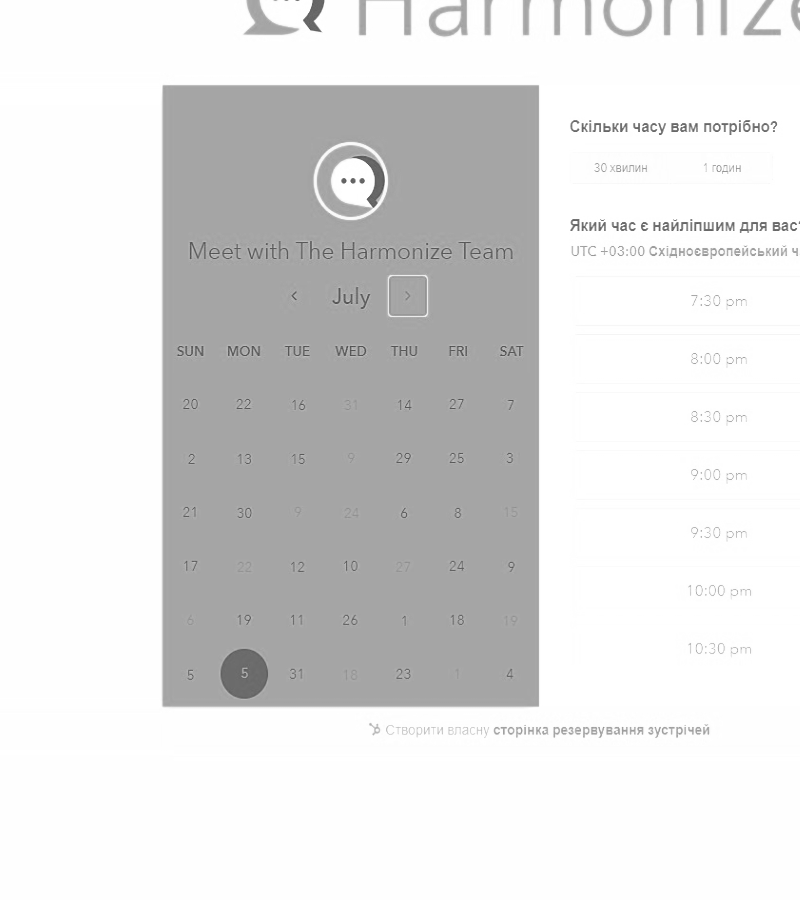 Harmonize
Meet with The Harmonize Team
July
SUN MON TUE WED THU FRI SAT
20 22 16 31 14 27 7
2 13 15 9 29 25 3
21 30 9 24 6 8 15
17 22 12 10 27 24 9
6 19 11 26 1 18 19
5 5 31 18 23 1 4
Скільки часу вам потрібно?
30 хвилин 1 годин
Який час є найліпшим для вас?
UTC +03:00 Східноєвропейський ч
7:30 pm
8:00 pm
8:30 pm
9:00 pm
9:30 pm
10:00 pm
10:30 pm
Створити власну сторінка резервування зустрічей